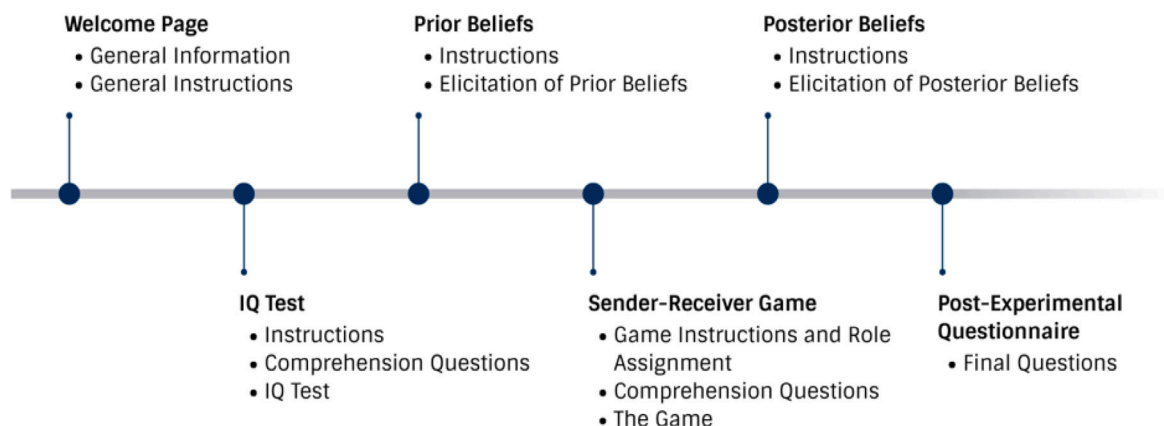 Welcome Page
• General Information
• General Instructions
Prior Beliefs
• Instructions
• Elicitation of Prior Beliefs
Posterior Beliefs
• Instructions
• Elicitation of Posterior Beliefs
IQ Test
• Instructions
• Comprehension Questions
• IQ Test
Sender-Receiver Game
• Game Instructions and Role
Assignment
• Comprehension Questions
• The Game
Post-Experimental
Questionnaire
• Final Questions